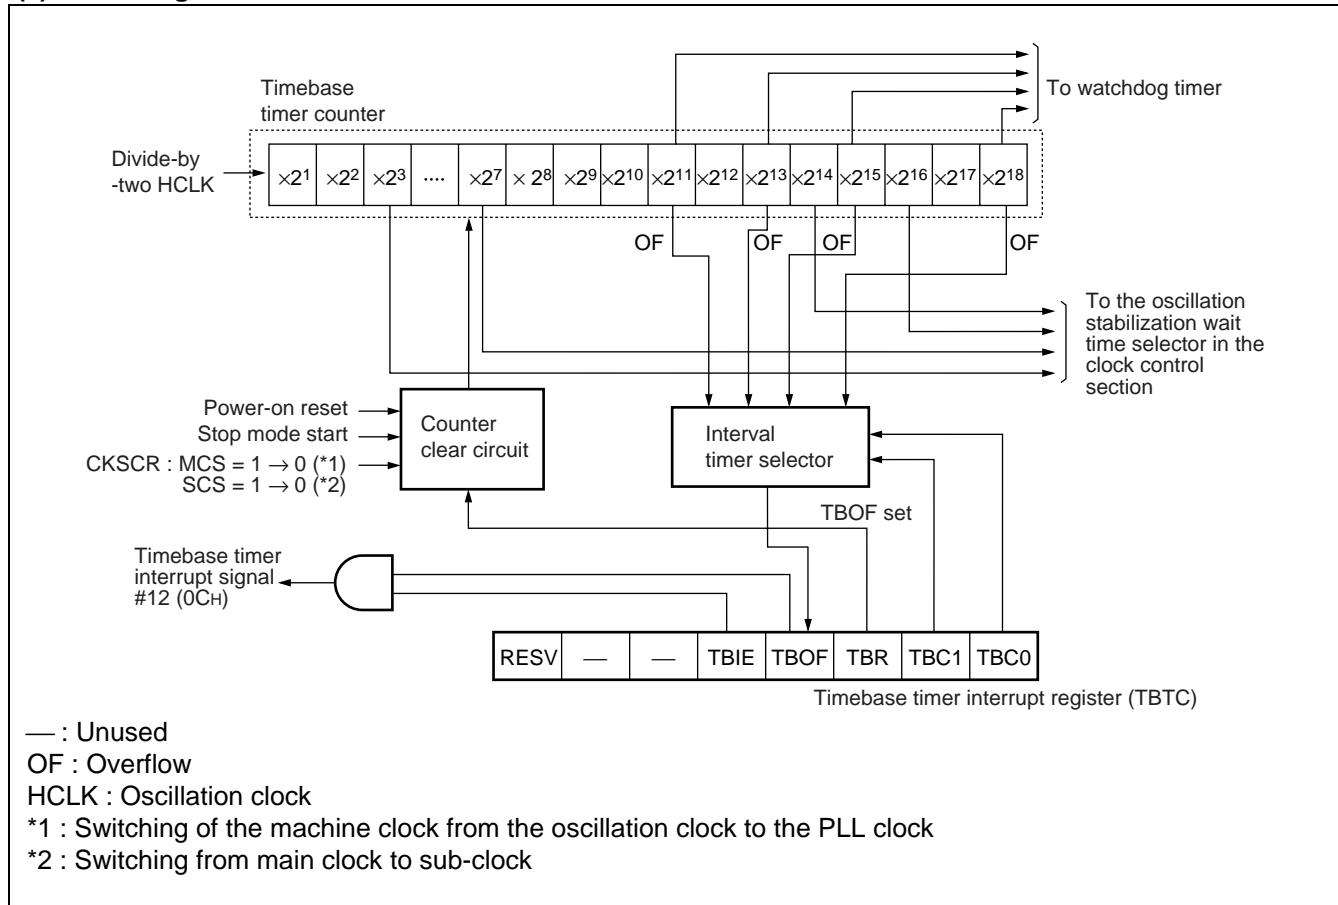 Timebase
timer counter
To watchdog timer
Divide-by
-two HCLK
×2¹ ×2² ×2³ .... ×2⁷ × 2⁸ ×2⁹ ×2¹⁰ ×2¹¹ ×2¹² ×2¹³ ×2¹⁴ ×2¹⁵ ×2¹⁶ ×2¹⁷ ×2¹⁸
OF OF OF OF
To the oscillation
stabilization wait
time selector in the
clock control
section
Power-on reset
Stop mode start
CKSCR : MCS = 1 → 0 (*1)
SCS = 1 → 0 (*2)
Counter
clear circuit
Interval
timer selector
TBOF set
Timebase timer
interrupt signal
#12 (0CH)
RESV — — TBIE TBOF TBR TBC1 TBC0
Timebase timer interrupt register (TBTC)
— : Unused
OF : Overflow
HCLK : Oscillation clock
*1 : Switching of the machine clock from the oscillation clock to the PLL clock
*2 : Switching from main clock to sub-clock